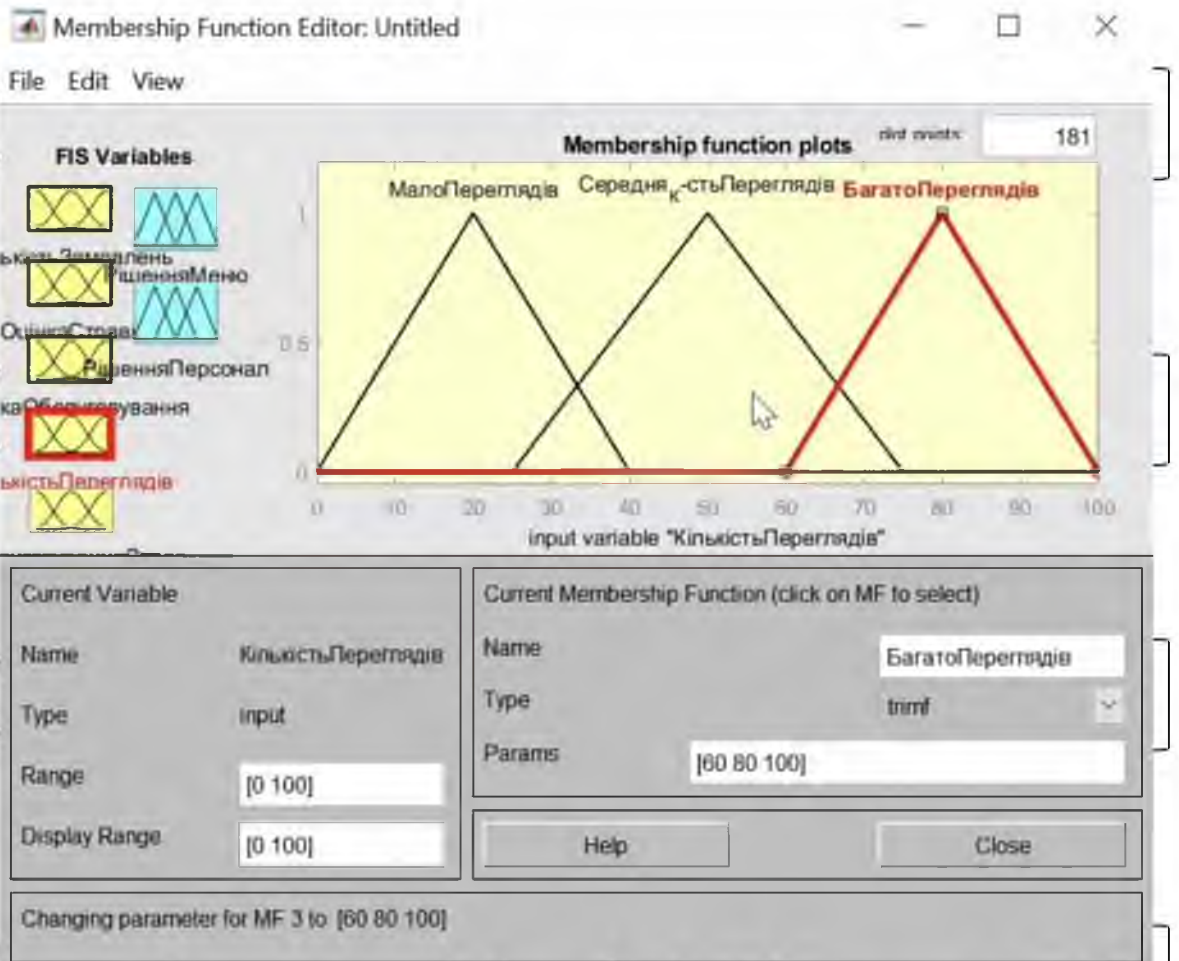 Membership Function Editor: Untitled
File Edit View
FIS Variables
РішенняМеню
РішенняПерсонал
Membership function plots
plot points:
181
МалоПереглядів
Середня_К-стьПереглядів
БагатоПереглядів
1
0.5
0
0 10 20 30 40 50 60 70 80 90 100
input variable "КількістьПереглядів"
Current Variable
Name КількістьПереглядів
Type input
Range [0 100]
Display Range [0 100]
Current Membership Function (click on MF to select)
Name БагатоПереглядів
Type trimf
Params [60 80 100]
Help Close
Changing parameter for MF 3 to [60 80 100]